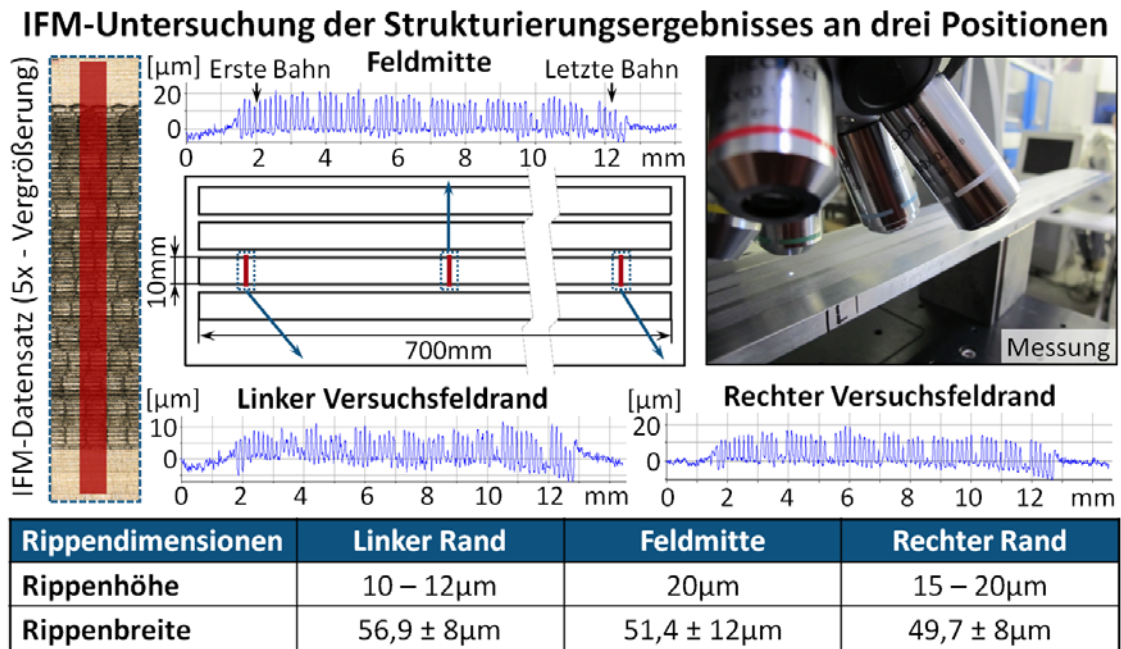 IFM-Untersuchung der Strukturierungsergebnisses an drei Positionen
IFM-Datensatz (5x - Vergrößerung)
[µm] Feldmitte
Erste Bahn Letzte Bahn
20
0
0 2 4 6 8 10 12 mm
10mm
700mm
L
Messung
[µm] Linker Versuchsfeldrand
10
0
0 2 4 6 8 10 12 mm
[µm] Rechter Versuchsfeldrand
20
0
0 2 4 6 8 10 12 mm
Rippendimensionen Linker Rand Feldmitte Rechter Rand
Rippenhöhe 10 – 12µm 20µm 15 – 20µm
Rippenbreite 56,9 ± 8µm 51,4 ± 12µm 49,7 ± 8µm